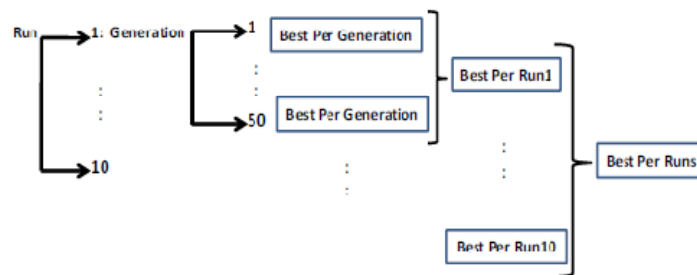 Run
1: Generation
1
Best Per Generation
:
:
:
:
50
Best Per Generation
Best Per Run1
10
:
:
:
:
Best Per Runs
Best Per Run10